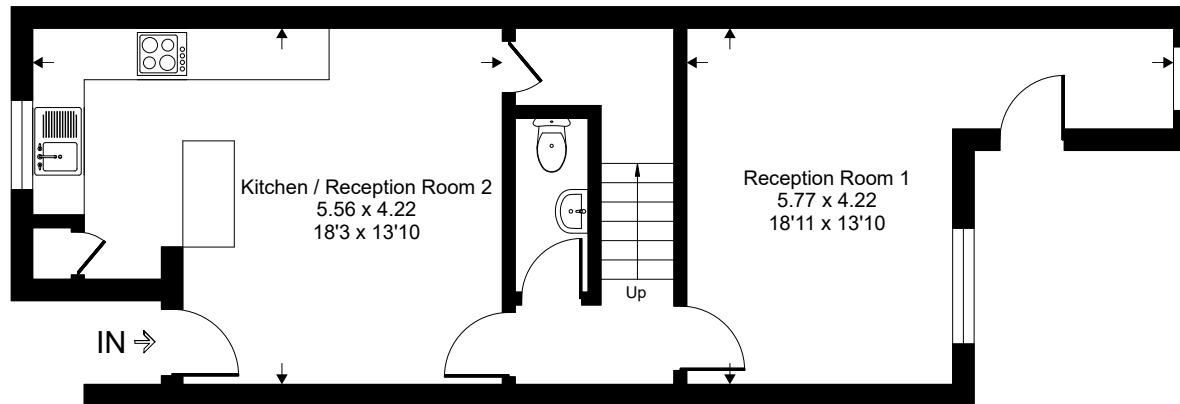 Kitchen / Reception Room 2
5.56 x 4.22
18'3 x 13'10
Reception Room 1
5.77 x 4.22
18'11 x 13'10
Up
IN